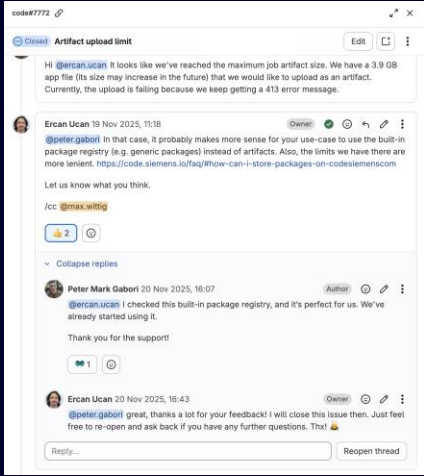 code#7772
Closed Artifact upload limit Edit
Hi @ercan.ucan It looks like we've reached the maximum job artifact size. We have a 3.9 GB
app file (its size may increase in the future) that we would like to upload as an artifact.
Currently, the upload is failing because we keep getting a 413 error message.
Ercan Ucan 19 Nov 2025, 11:18 Owner
@peter.gabori In that case, it probably makes more sense for your use-case to use the built-in
package registry (e.g. generic packages) instead of artifacts. Also, the limits we have there are
more lenient. https://code.siemens.io/faq/#how-can-i-store-packages-on-codesiemenscom
Let us know what you think.
/cc @max.wittig
2
Collapse replies
Peter Mark Gabori 20 Nov 2025, 16:07 Author
@ercan.ucan I checked this built-in package registry, and it's perfect for us. We've
already started using it.
Thank you for the support!
1
Ercan Ucan 20 Nov 2025, 16:43 Owner
@peter.gabori great, thanks a lot for your feedback! I will close this issue then. Just feel
free to re-open and ask back if you have any further questions. Thx!
Reply... Reopen thread